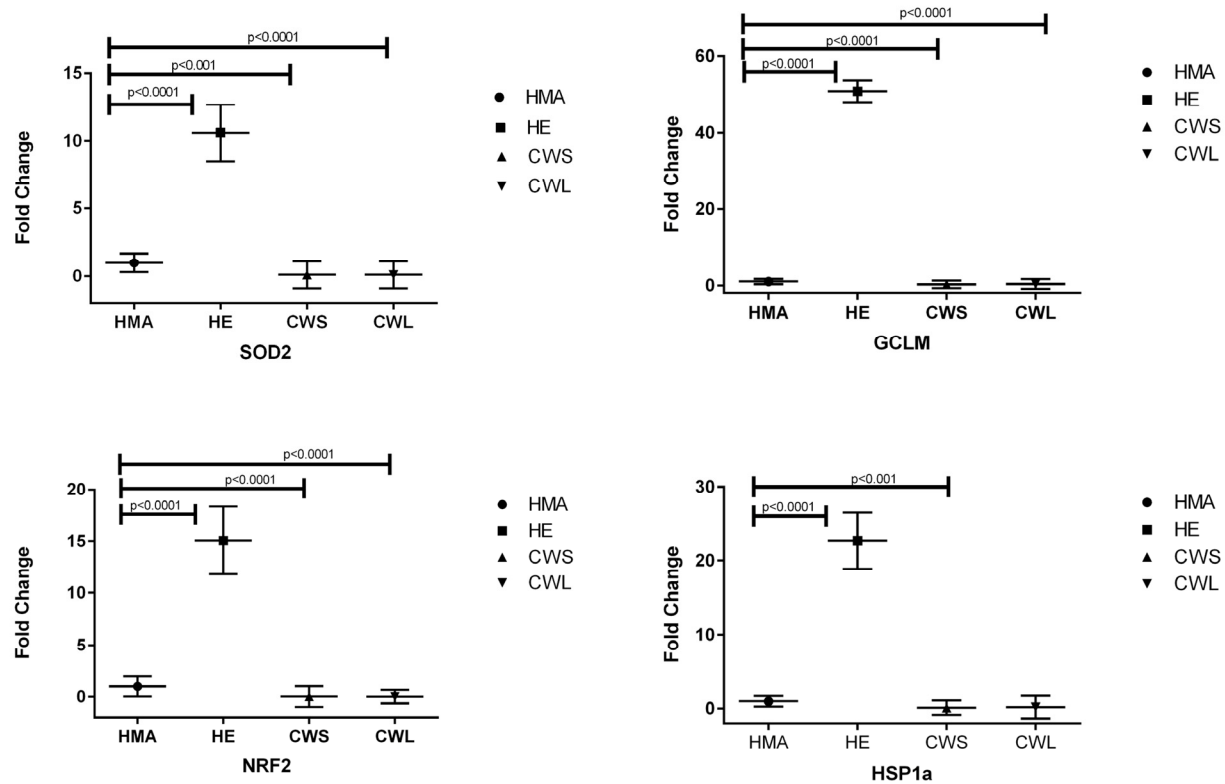 p<0.0001
p<0.001
p<0.0001
15
10
5
0
Fold Change
HMA HE CWS CWL
SOD2
HMA
HE
CWS
CWL
p<0.0001
p<0.0001
p<0.0001
60
40
20
0
Fold Change
HMA HE CWS CWL
GCLM
HMA
HE
CWS
CWL
p<0.0001
p<0.0001
p<0.0001
20
15
10
5
0
Fold Change
HMA HE CWS CWL
NRF2
HMA
HE
CWS
CWL
p<0.001
p<0.0001
30
20
10
0
Fold Change
HMA HE CWS CWL
HSP1a
HMA
HE
CWS
CWL